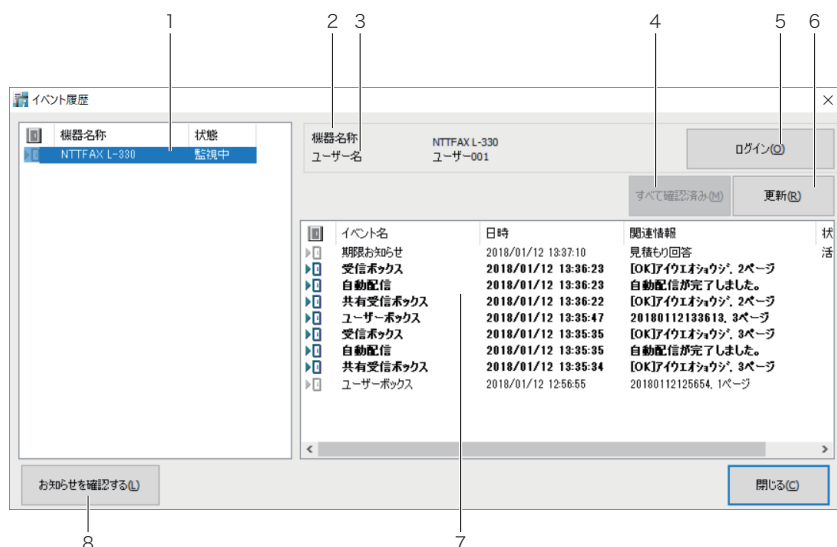 1 2 3 4 5 6
イベント履歴
機器名称 状態
NTTFAX L-330 監視中
機器名称 NTTFAX L-330
ユーザー名 ユーザー001
ログイン(O)
すべて確認済み(M) 更新(R)
イベント名 日時 関連情報 状
期限お知らせ 2018/01/12 13:37:10 見積もり回答 活
受信ボックス 2018/01/12 13:36:23 [OK]アイウエオショウジ, 2ページ
自動配信 2018/01/12 13:36:23 自動配信が完了しました。
共有受信ボックス 2018/01/12 13:36:22 [OK]アイウエオショウジ, 2ページ
ユーザーボックス 2018/01/12 13:35:47 20180112133613, 3ページ
受信ボックス 2018/01/12 13:35:35 [OK]アイウエオショウジ, 3ページ
自動配信 2018/01/12 13:35:35 自動配信が完了しました。
共有受信ボックス 2018/01/12 13:35:34 [OK]アイウエオショウジ, 3ページ
ユーザーボックス 2018/01/12 12:56:55 20180112125654, 1ページ
お知らせを確認する(L) 閉じる(C)
8 7